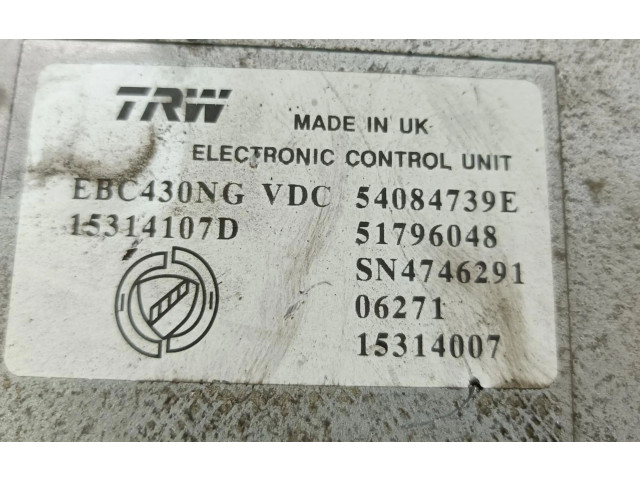 TRW MADE IN UK
ELECTRONIC CONTROL UNIT
EBC430NG VDC 54084739E
15314107D 51796048
SN4746291
06271
15314007